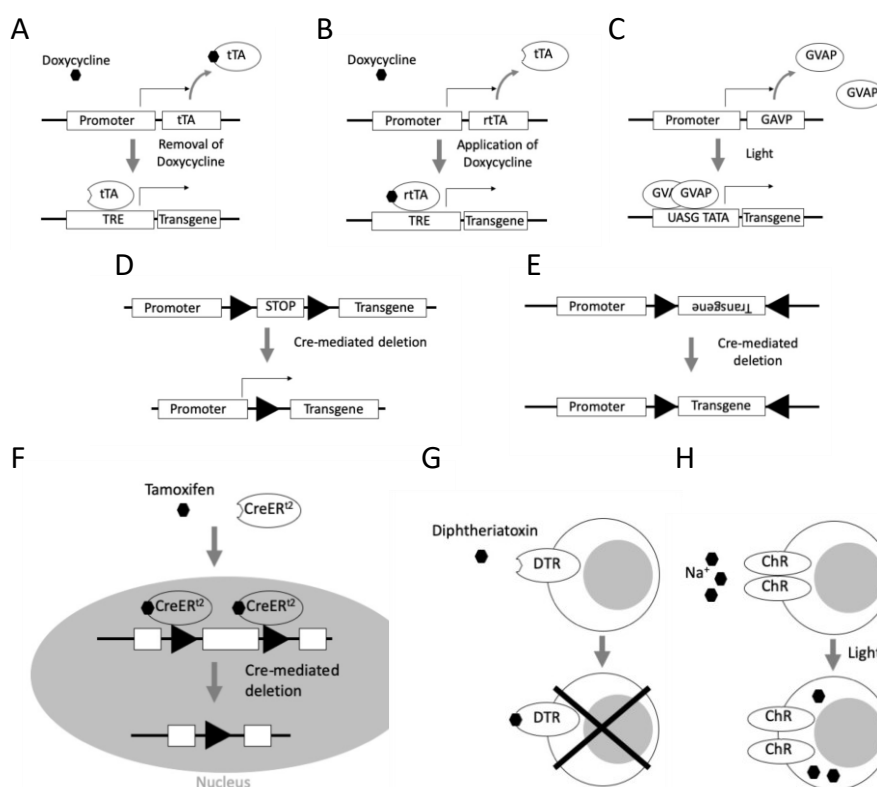 A
B
C
Doxycycline
tTA
Promoter
tTA
Removal of
Doxycycline
tTA
TRE
Transgene
Doxycycline
tTA
Promoter
rtTA
Application of
Doxycycline
rtTA
TRE
Transgene
GVAP
GVAP
Promoter
GAVP
Light
GVA
GVAP
UASG TATA
Transgene
D
E
Promoter
STOP
Transgene
Cre-mediated deletion
Promoter
Transgene
Promoter
Transgene
Cre-mediated
deletion
Promoter
Transgene
F
G
H
Tamoxifen
CreERt2
CreERt2
CreERt2
Cre-mediated
deletion
Nucleus
Diphtheriatoxin
DTR
DTR
Na+
ChR
ChR
Light
ChR
ChR